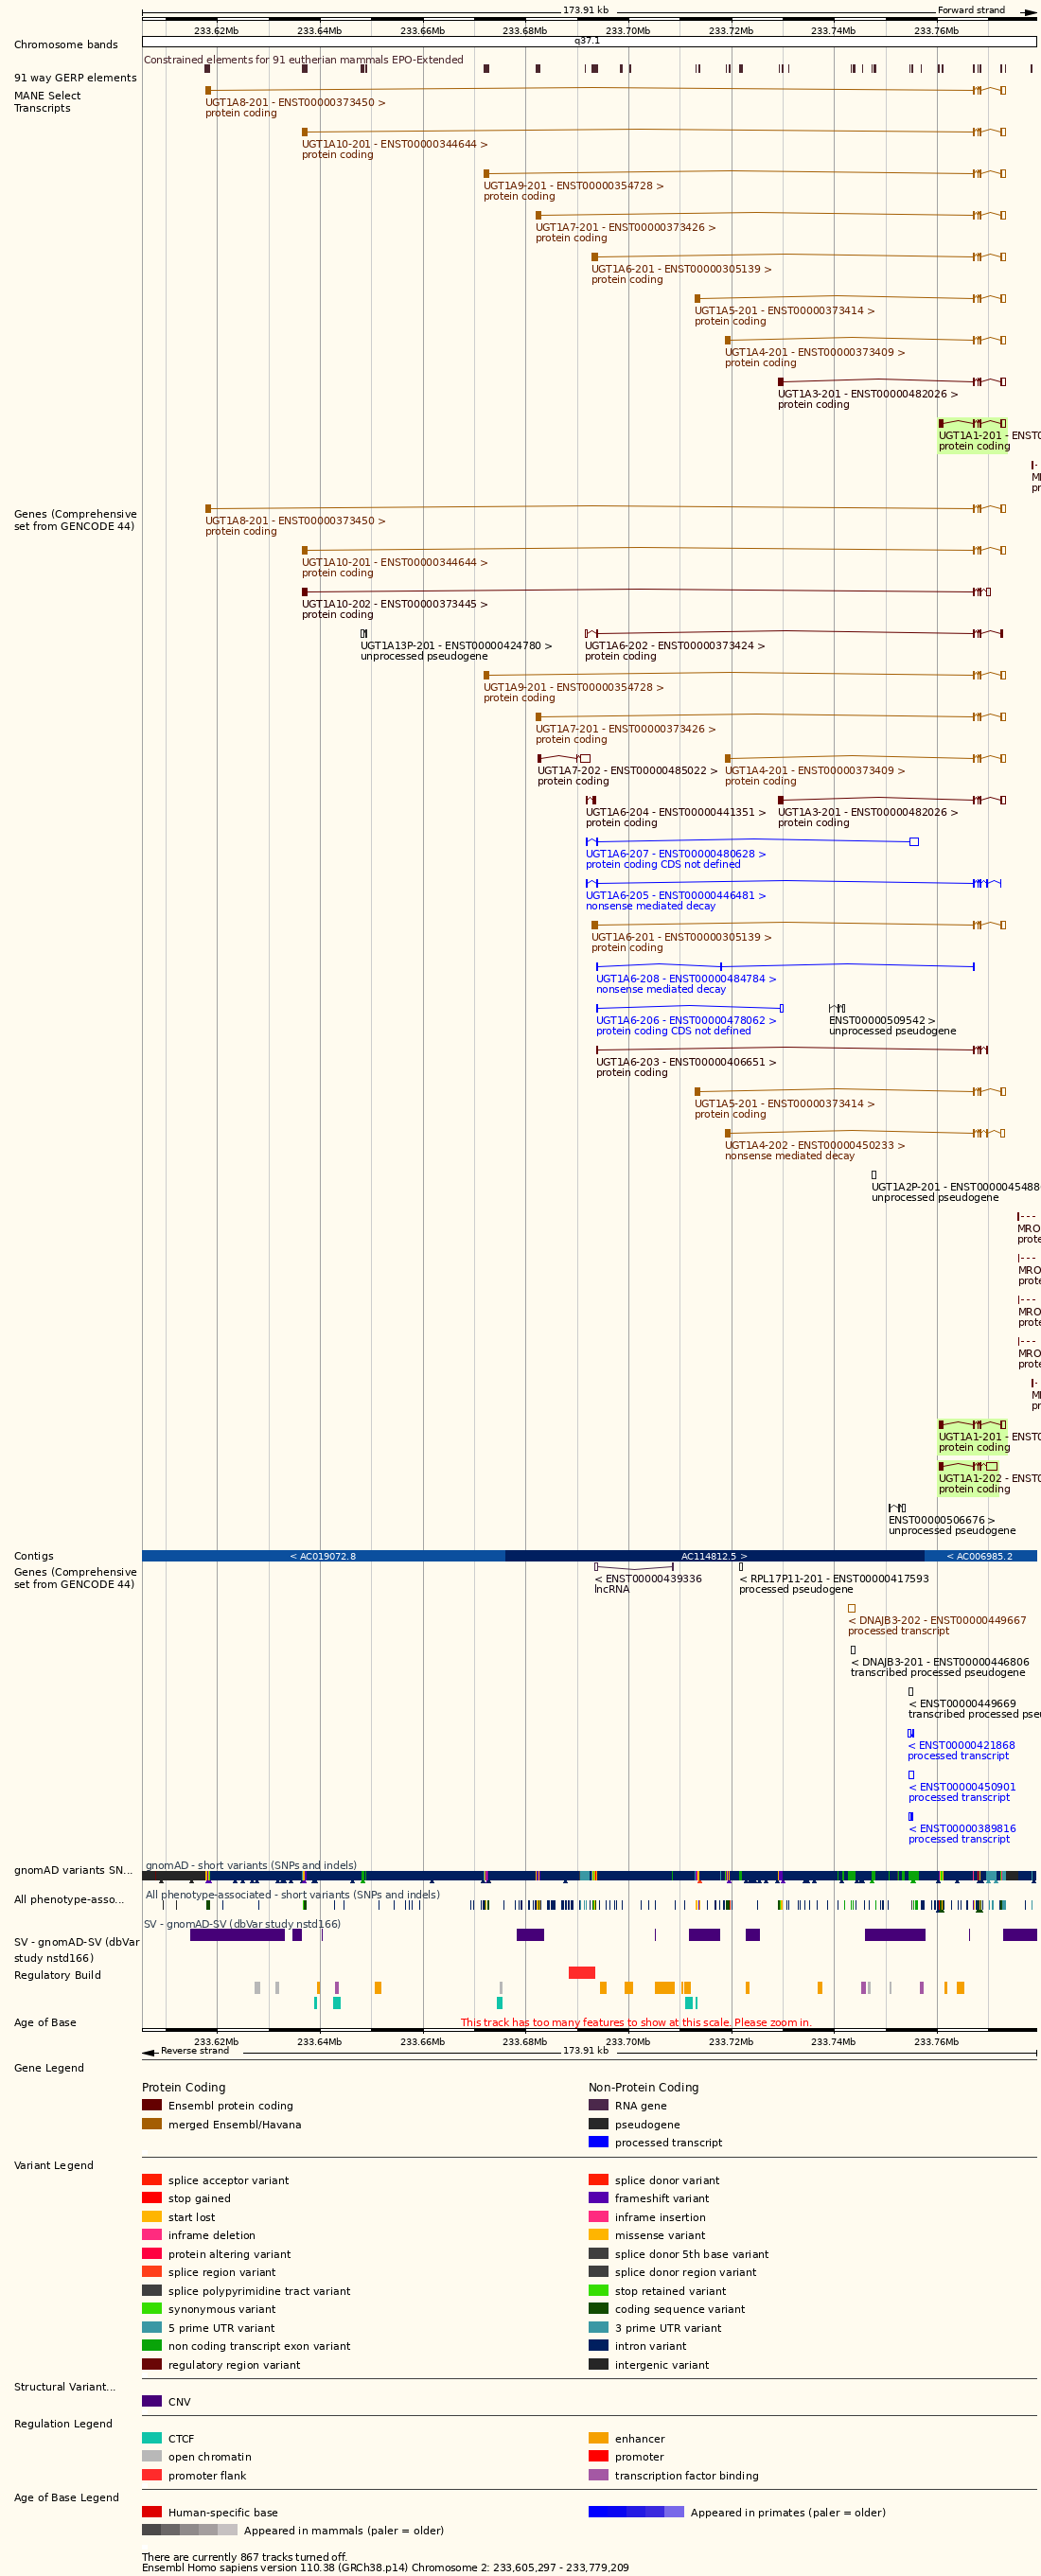 173.91 kb
Forward strand
233.62Mb 233.64Mb 233.66Mb 233.68Mb 233.70Mb 233.72Mb 233.74Mb 233.76Mb
Chromosome bands
q37.1
Constrained elements for 91 eutherian mammals EPO-Extended
91 way GERP elements
MANE Select
Transcripts
UGT1A8-201 - ENST00000373450 >
protein coding
UGT1A10-201 - ENST00000344644 >
protein coding
UGT1A9-201 - ENST00000354728 >
protein coding
UGT1A7-201 - ENST00000373426 >
protein coding
UGT1A6-201 - ENST00000305139 >
protein coding
UGT1A5-201 - ENST00000373414 >
protein coding
UGT1A4-201 - ENST00000373409 >
protein coding
UGT1A3-201 - ENST00000482026 >
protein coding
UGT1A1-201 - ENST0
protein coding
M
pr
Genes (Comprehensive
set from GENCODE 44)
UGT1A8-201 - ENST00000373450 >
protein coding
UGT1A10-201 - ENST00000344644 >
protein coding
UGT1A10-202 - ENST00000373445 >
protein coding
UGT1A13P-201 - ENST00000424780 > UGT1A6-202 - ENST00000373424 >
unprocessed pseudogene protein coding
UGT1A9-201 - ENST00000354728 >
protein coding
UGT1A7-201 - ENST00000373426 >
protein coding
UGT1A7-202 - ENST00000485022 > UGT1A4-201 - ENST00000373409 >
protein coding protein coding
UGT1A6-204 - ENST00000441351 > UGT1A3-201 - ENST00000482026 >
protein coding protein coding
UGT1A6-207 - ENST00000480628 >
protein coding CDS not defined
UGT1A6-205 - ENST00000446481 >
nonsense mediated decay
UGT1A6-201 - ENST00000305139 >
protein coding
UGT1A6-208 - ENST00000484784 >
nonsense mediated decay
UGT1A6-206 - ENST00000478062 > ENST00000509542 >
protein coding CDS not defined unprocessed pseudogene
UGT1A6-203 - ENST00000406651 >
protein coding
UGT1A5-201 - ENST00000373414 >
protein coding
UGT1A4-202 - ENST00000450233 >
nonsense mediated decay
UGT1A2P-201 - ENST0000045488
unprocessed pseudogene
MRO
prote
MRO
prote
MRO
prote
MRO
prote
M
pr
UGT1A1-201 - ENST0
protein coding
UGT1A1-202 - ENST0
protein coding
ENST00000506676 >
unprocessed pseudogene
Contigs
< AC019072.8 AC114812.5 > < AC006985.2
Genes (Comprehensive
set from GENCODE 44)
< ENST00000439336 < RPL17P11-201 - ENST00000417593
lncRNA processed pseudogene
< DNAJB3-202 - ENST00000449667
processed transcript
< DNAJB3-201 - ENST00000446806
transcribed processed pseudogene
< ENST00000449669
transcribed processed pseu
< ENST00000421868
processed transcript
< ENST00000450901
processed transcript
< ENST00000389816
processed transcript
gnomAD variants SN...
gnomAD - short variants (SNPs and indels)
All phenotype-asso...
All phenotype-associated - short variants (SNPs and indels)
SV - gnomAD-SV (dbVar study nstd166)
SV - gnomAD-SV (dbVar
study nstd166)
Regulatory Build
Age of Base
This track has too many features to show at this scale. Please zoom in.
233.62Mb 233.64Mb 233.66Mb 233.68Mb 233.70Mb 233.72Mb 233.74Mb 233.76Mb
Reverse strand
173.91 kb
Gene Legend
Protein Coding Non-Protein Coding
Ensembl protein coding RNA gene
merged Ensembl/Havana pseudogene
processed transcript
Variant Legend
splice acceptor variant splice donor variant
stop gained frameshift variant
start lost inframe insertion
inframe deletion missense variant
protein altering variant splice donor 5th base variant
splice region variant splice donor region variant
splice polypyrimidine tract variant stop retained variant
synonymous variant coding sequence variant
5 prime UTR variant 3 prime UTR variant
non coding transcript exon variant intron variant
regulatory region variant intergenic variant
Structural Variant...
CNV
Regulation Legend
CTCF enhancer
open chromatin promoter
promoter flank transcription factor binding
Age of Base Legend
Human-specific base Appeared in primates (paler = older)
Appeared in mammals (paler = older)
There are currently 867 tracks turned off.
Ensembl Homo sapiens version 110.38 (GRCh38.p14) Chromosome 2: 233,605,297 - 233,779,209